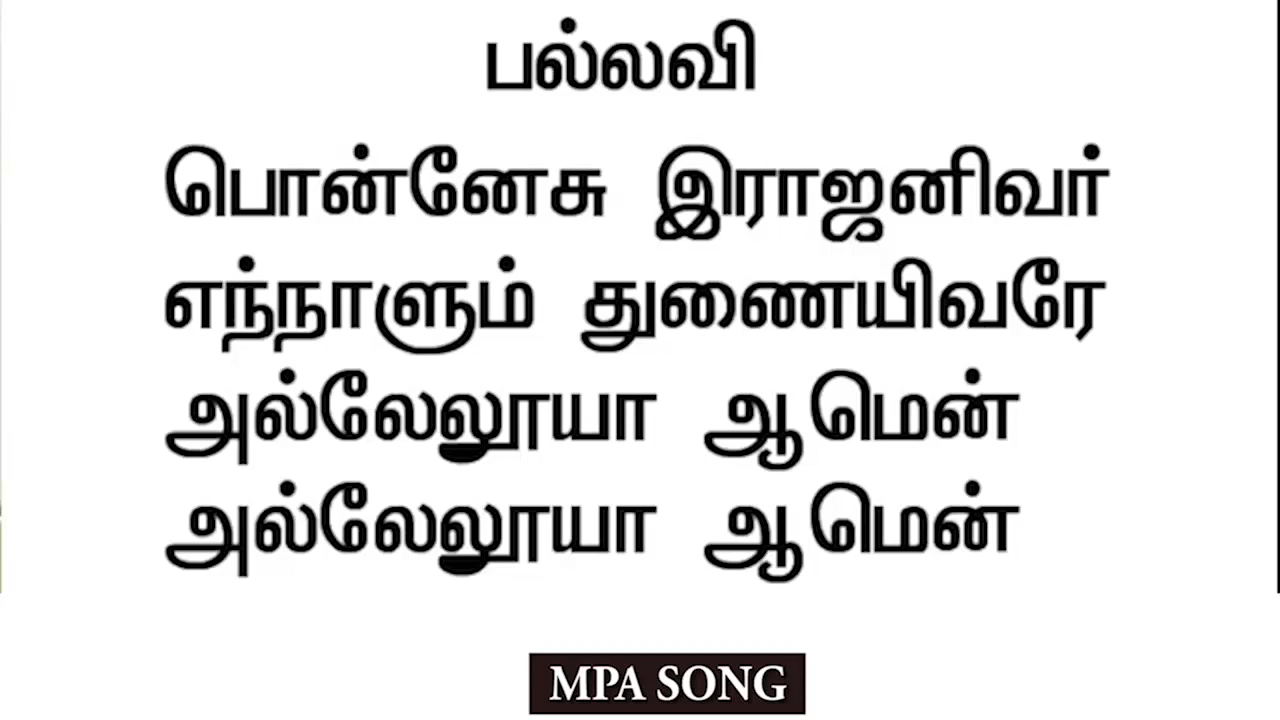 பல்லவி
பொன்னேசு இராஜனிவர்
எந்நாளும் துணையிவரே
அல்லேலூயா ஆமென்
அல்லேலூயா ஆமென்
MPA SONG